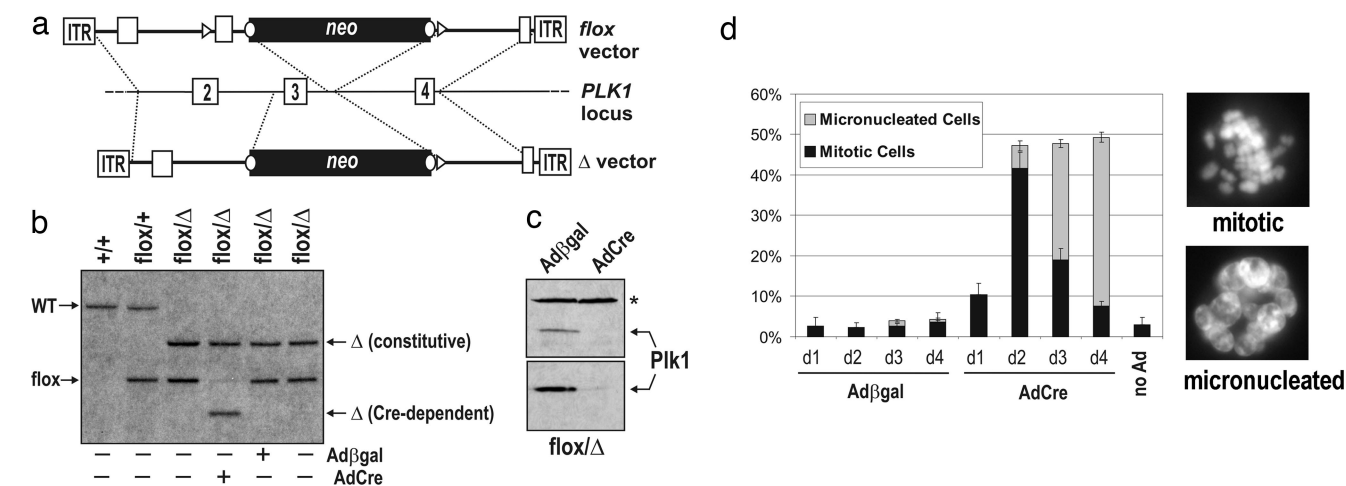 a
ITR neo ITR flox
vector
2 3 4 PLK1
locus
ITR neo ITR Δ vector
b
+/+ flox/+ flox/Δ flox/Δ flox/Δ flox/Δ
WT
Δ (constitutive)
flox
Δ (Cre-dependent)
– – – – + – Adβgal
– – – + – – AdCre
c
Adβgal AdCre
*
Plk1
flox/Δ
d
60%
50%
40%
30%
20%
10%
0%
Micronucleated Cells
Mitotic Cells
d1 d2 d3 d4 d1 d2 d3 d4 no Ad
Adβgal AdCre
mitotic
micronucleated